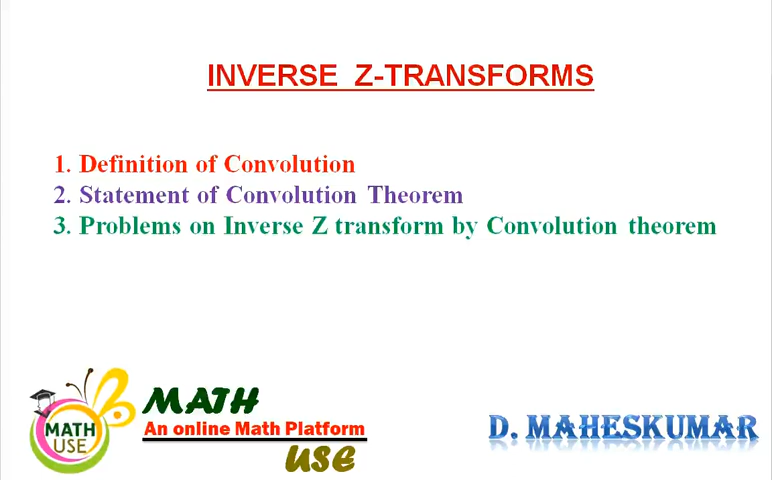 INVERSE Z-TRANSFORMS
1. Definition of Convolution
2. Statement of Convolution Theorem
3. Problems on Inverse Z transform by Convolution theorem
MATH
USE
MATH
An online Math Platform
USE
D. MAHESKUMAR